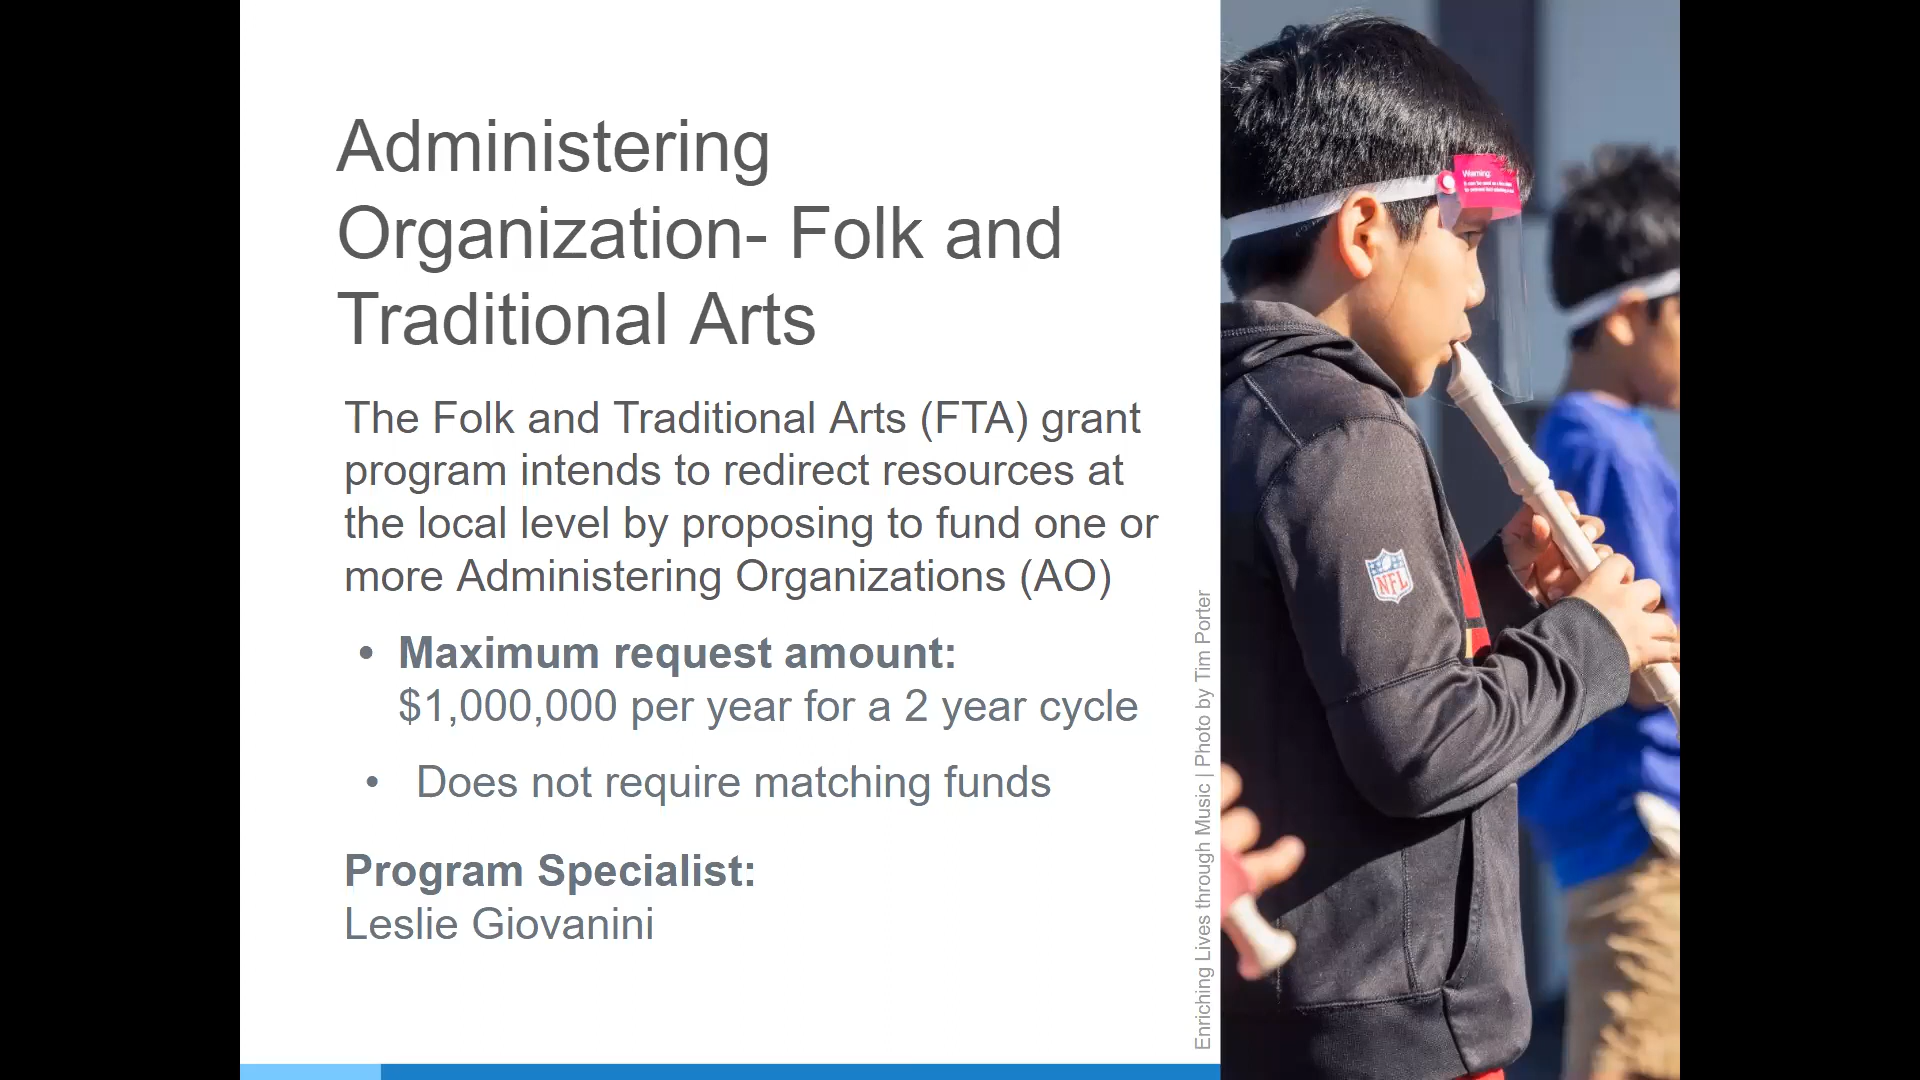 Administering
Organization- Folk and
Traditional Arts
The Folk and Traditional Arts (FTA) grant
program intends to redirect resources at
the local level by proposing to fund one or
more Administering Organizations (AO)
• Maximum request amount:
$1,000,000 per year for a 2 year cycle
• Does not require matching funds
Program Specialist:
Leslie Giovanini
Enriching Lives through Music | Photo by Tim Porter
Warning:
NFL